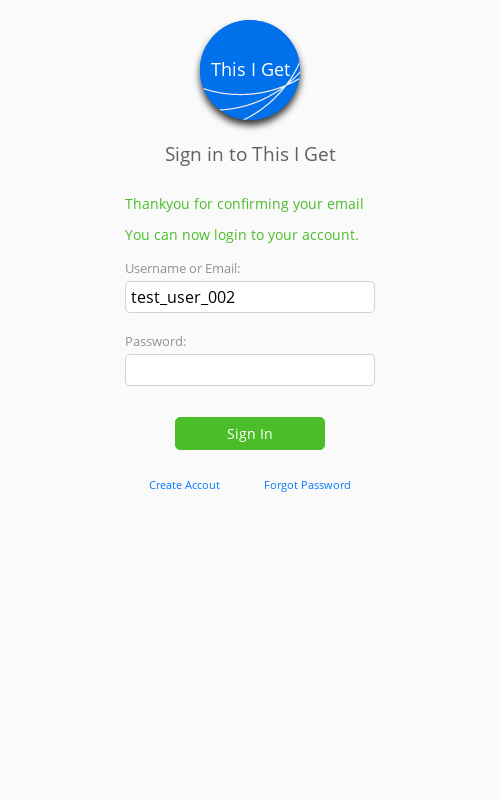 This I Get
Sign in to This I Get
Thankyou for confirming your email
You can now login to your account.
Username or Email:
test_user_002
Password:
Sign In
Create Accout
Forgot Password